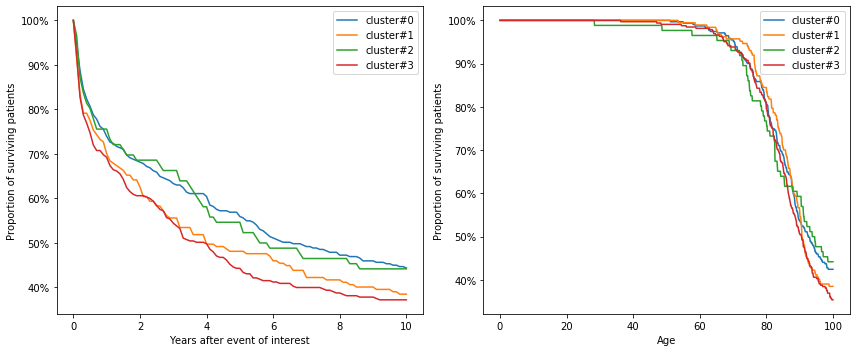 100%
90%
80%
70%
60%
50%
40%
0
2
4
6
8
10
Years after event of interest
Proportion of surviving patients
cluster#0
cluster#1
cluster#2
cluster#3
100%
90%
80%
70%
60%
50%
40%
0
20
40
60
80
100
Age
Proportion of surviving patients
cluster#0
cluster#1
cluster#2
cluster#3